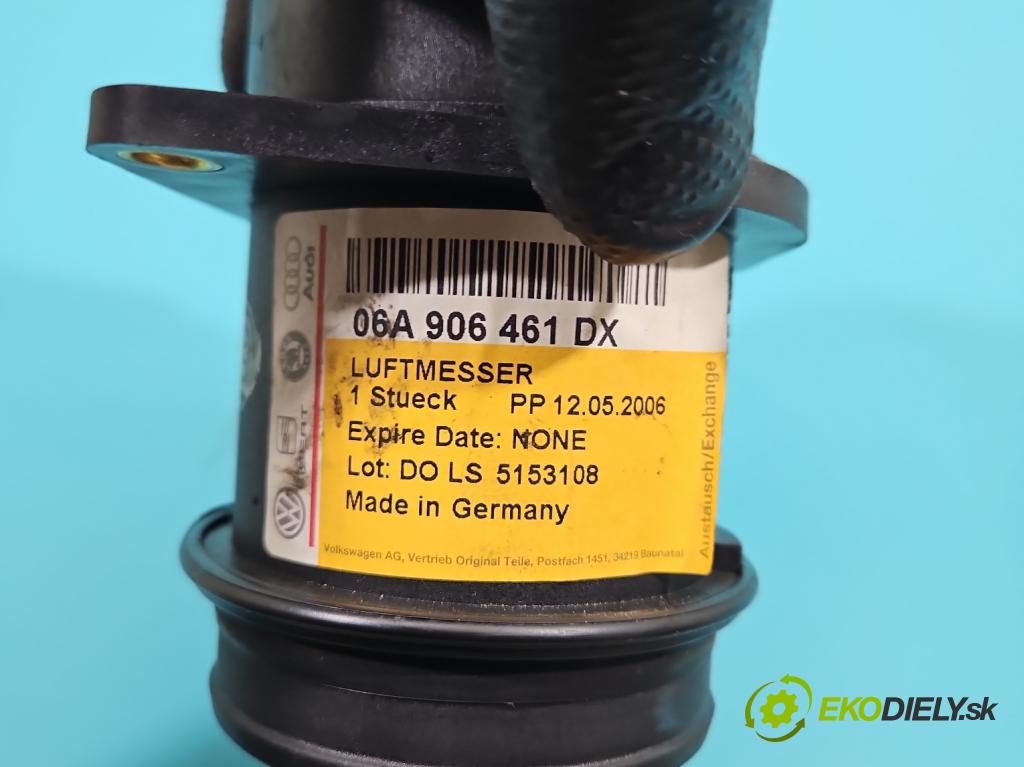 06A 906 461 DX
LUFTMESSER
1 Stueck PP 12.05.2006
Expire Date: NONE
Lot: DO LS 5153108
Made in Germany
Volkswagen AG, Vertrieb Original Teile, Postfach 1451, 34219 Baunatal
Austausch/Exchange
Audi
EKODIELY.sk